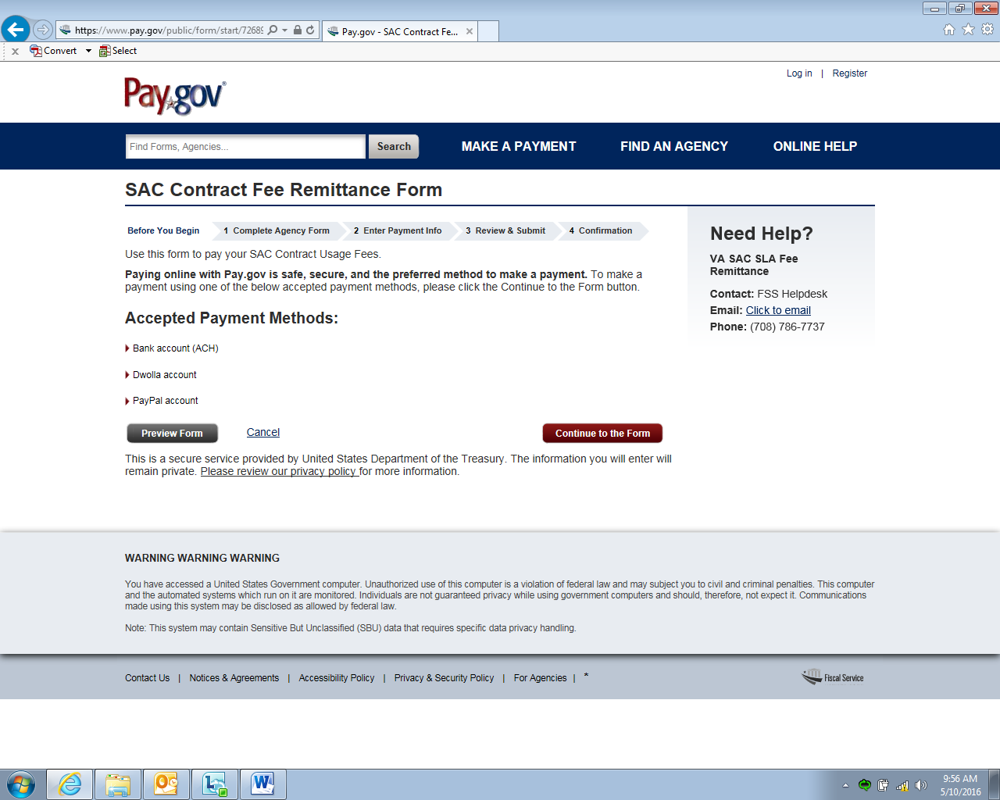 https://www.pay.gov/public/form/start/7268
Pay.gov - SAC Contract Fe...
Convert
Select
Log in | Register
Pay.gov
Find Forms, Agencies...
Search
MAKE A PAYMENT
FIND AN AGENCY
ONLINE HELP
SAC Contract Fee Remittance Form
Before You Begin
1 Complete Agency Form
2 Enter Payment Info
3 Review & Submit
4 Confirmation
Use this form to pay your SAC Contract Usage Fees.
Paying online with Pay.gov is safe, secure, and the preferred method to make a payment. To make a
payment using one of the below accepted payment methods, please click the Continue to the Form button.
Accepted Payment Methods:
Bank account (ACH)
Dwolla account
PayPal account
Preview Form
Cancel
Continue to the Form
This is a secure service provided by United States Department of the Treasury. The information you will enter will
remain private. Please review our privacy policy for more information.
Need Help?
VA SAC SLA Fee
Remittance
Contact: FSS Helpdesk
Email: Click to email
Phone: (708) 786-7737
WARNING WARNING WARNING
You have accessed a United States Government computer. Unauthorized use of this computer is a violation of federal law and may subject you to civil and criminal penalties. This computer
and the automated systems which run on it are monitored. Individuals are not guaranteed privacy while using government computers and should, therefore, not expect it. Communications
made using this system may be disclosed as allowed by federal law.
Note: This system may contain Sensitive But Unclassified (SBU) data that requires specific data privacy handling.
Contact Us | Notices & Agreements | Accessibility Policy | Privacy & Security Policy | For Agencies | *
Fiscal Service
9:56 AM
5/10/2016